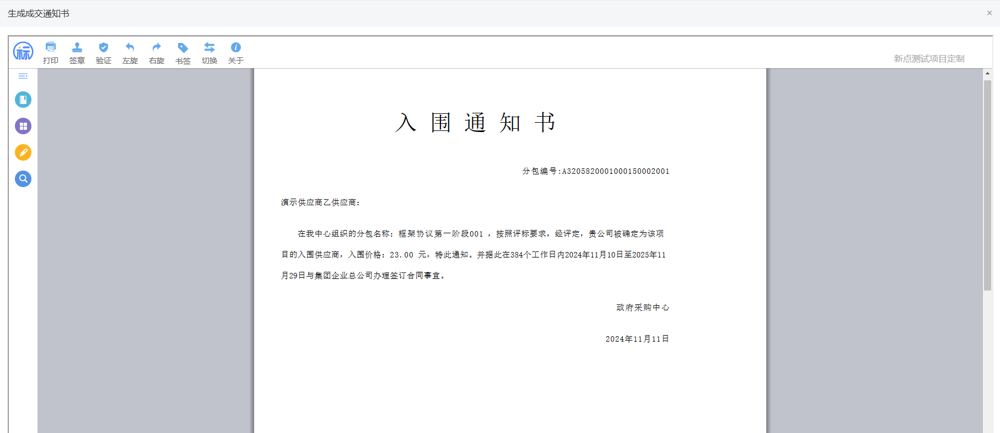 生成成交通知书
×
标
打印 签章 验证 左旋 右旋 书签 切换 关于
新点测试项目定制
入围通知书
分包编号:A3205820001000150002001
演示供应商乙供应商:
在我中心组织的分包名称: 框架协议第一阶段001 , 按照评标要求, 经评定, 贵公司被确定为该项
目的入围供应商, 入围价格: 23.00 元, 特此通知。并据此在384个工作日内2024年11月10日至2025年11
月29日与集团企业总公司办理签订合同事宜。
政府采购中心
2024年11月11日